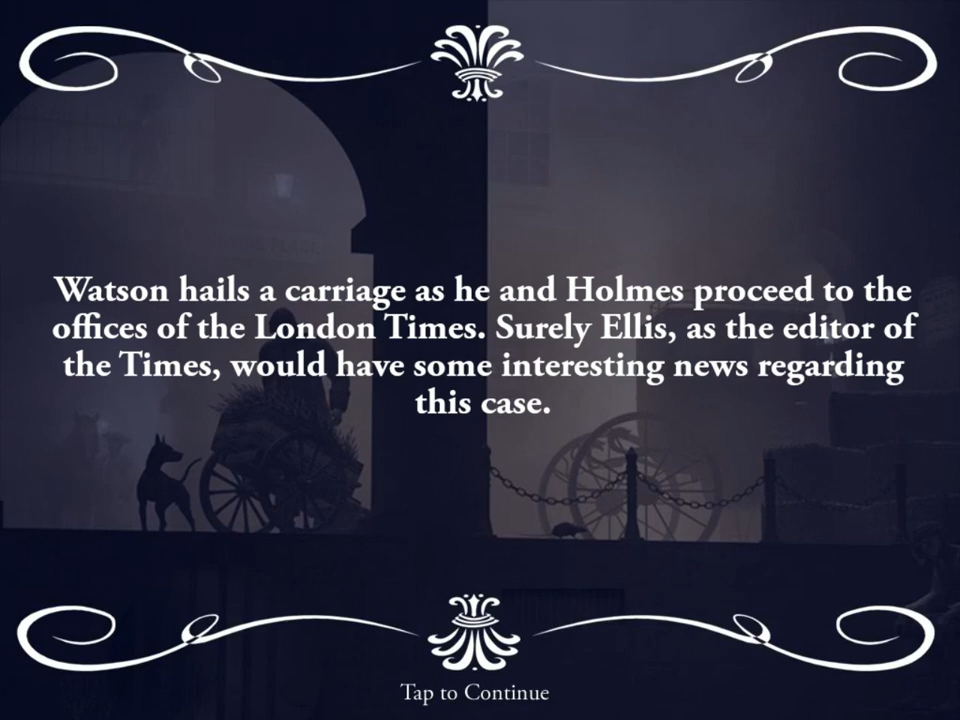 Watson hails a carriage as he and Holmes proceed to the
offices of the London Times. Surely Ellis, as the editor of
the Times, would have some interesting news regarding
this case.
Tap to Continue